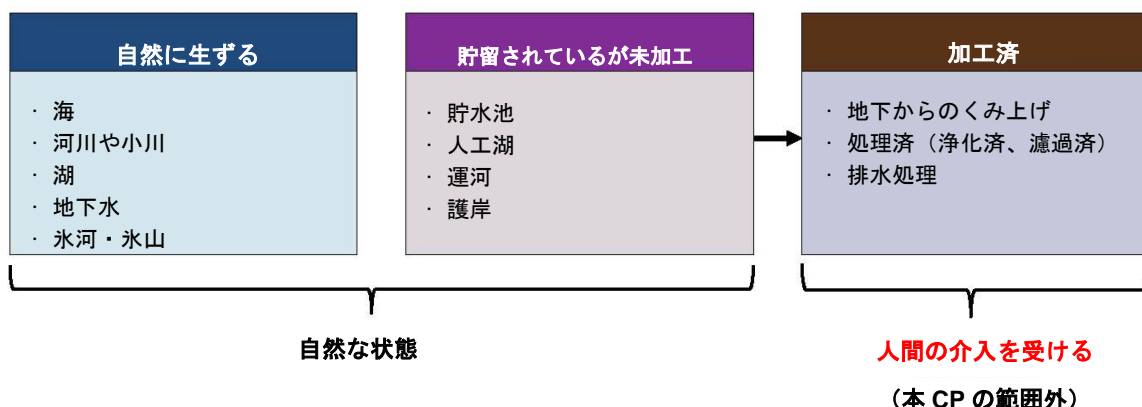 自然に生ずる
· 海
· 河川や小川
· 湖
· 地下水
· 氷河・氷山
貯留されているが未加工
· 貯水池
· 人工湖
· 運河
· 護岸
加工済
· 地下からのくみ上げ
· 処理済（浄化済、濾過済）
· 排水処理
自然な状態
人間の介入を受ける
（本 CP の範囲外）